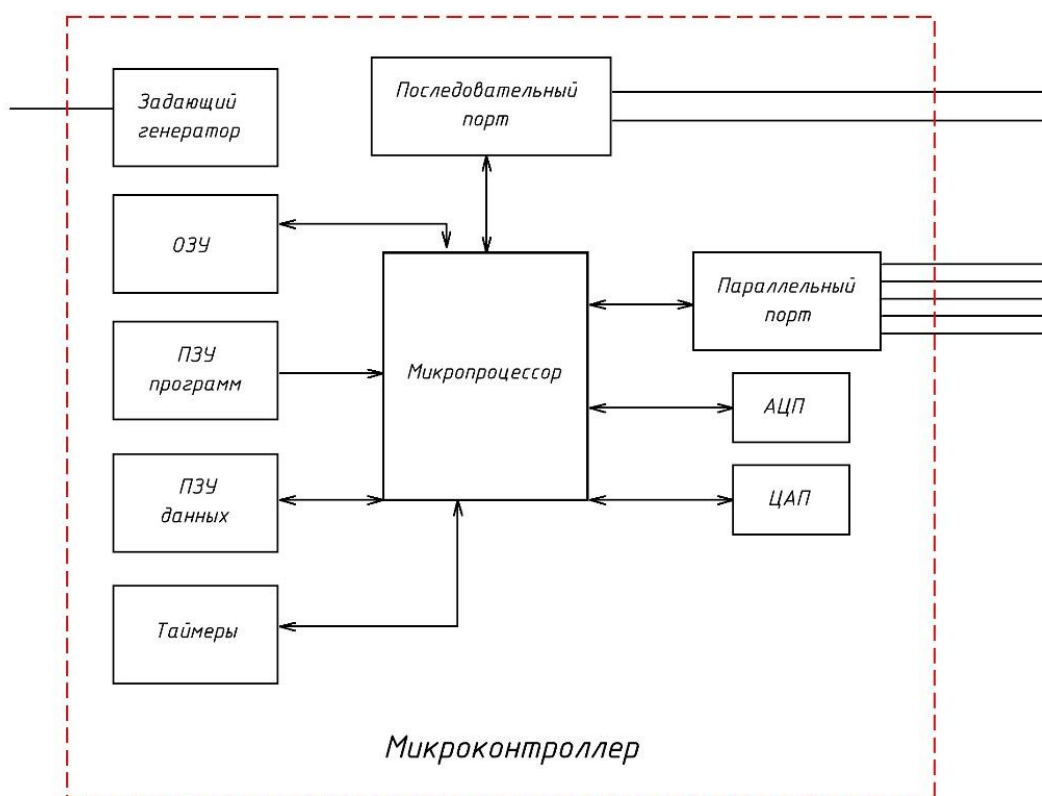 Задающий
генератор
Последовательный
порт
ОЗУ
Параллельный
порт
ПЗУ
программ
Микропроцессор
АЦП
ПЗУ
данных
ЦАП
Таймеры
Микроконтроллер